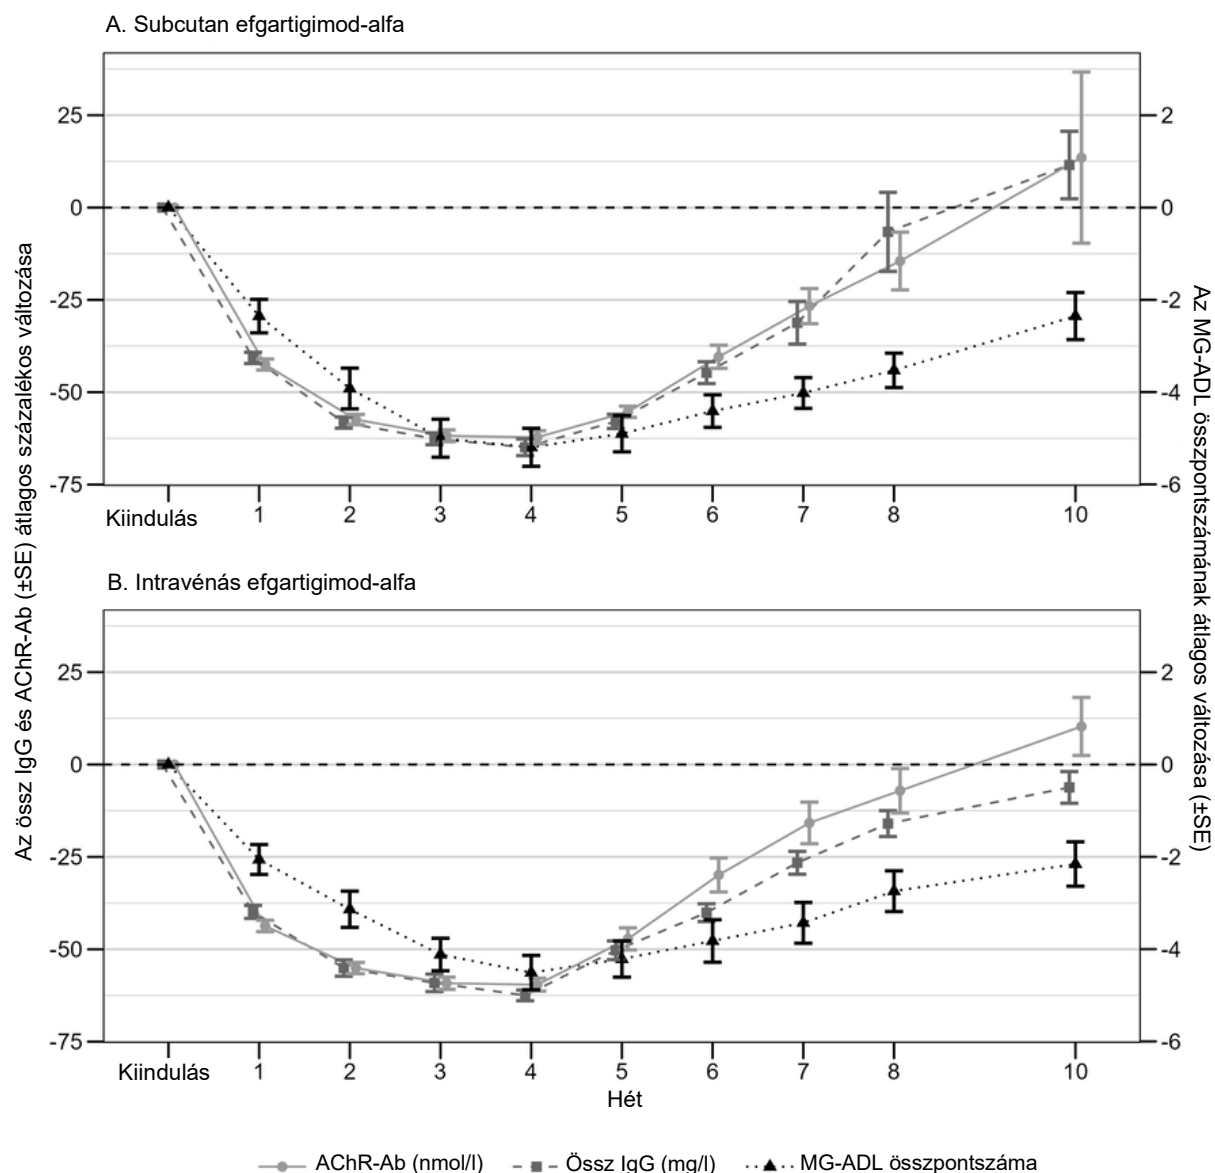 A. Subcutan efgartigimod-alfa
Az össz IgG és AChR-Ab (±SE) átlagos százalékos változása
Az MG-ADL összpontszámának átlagos változása (±SE)
25
0
-25
-50
-75
2
0
-2
-4
-6
Kiindulás 1 2 3 4 5 6 7 8 10
B. Intravénás efgartigimod-alfa
25
0
-25
-50
-75
2
0
-2
-4
-6
Kiindulás 1 2 3 4 5 6 7 8 10
Hét
AChR-Ab (nmol/l) Össz IgG (mg/l) MG-ADL összpontszáma